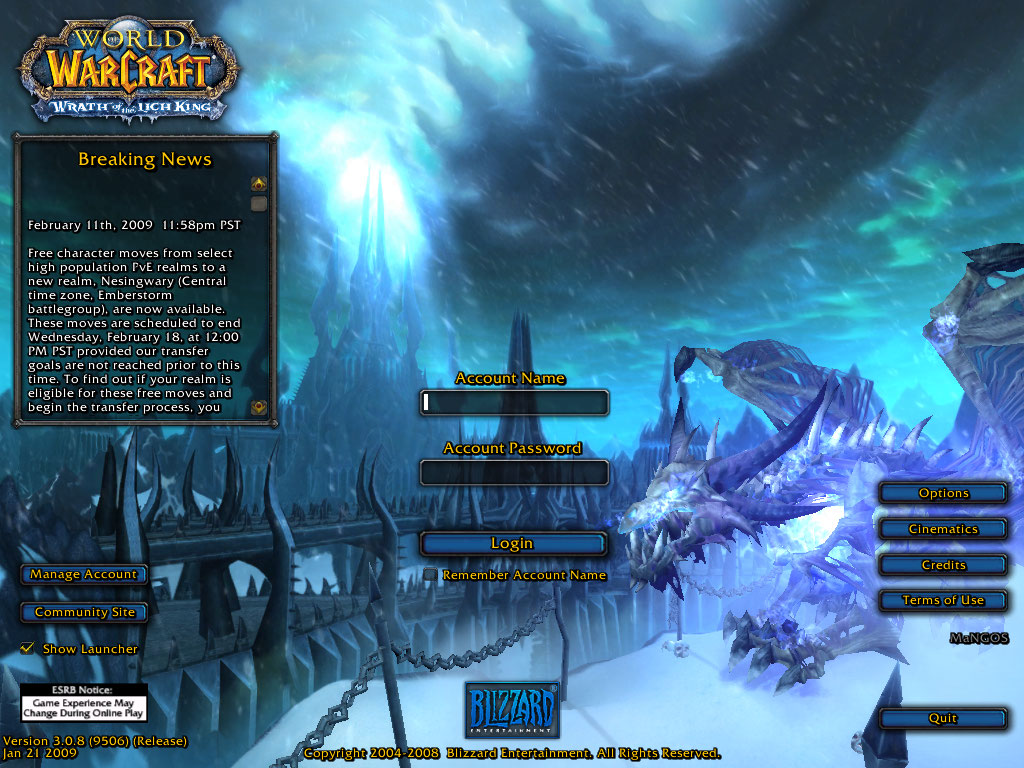 WORLD
OF
WARCRAFT
WRATH of the LICH KING
Breaking News
February 11th, 2009 11:58pm PST
Free character moves from select
high population PvE realms to a
new realm, Nesingwary (Central
time zone, Emberstorm
battlegroup), are now available.
These moves are scheduled to end
Wednesday, February 18, at 12:00
PM PST provided our transfer
goals are not reached prior to this
time. To find out if your realm is
eligible for these free moves and
begin the transfer process, you
Account Name
Account Password
Login
Remember Account Name
Options
Cinematics
Credits
Terms of Use
MaNGOS
Quit
Manage Account
Community Site
Show Launcher
ESRB Notice:
Game Experience May
Change During Online Play
Version 3.0.8 (9506) (Release)
Jan 21 2009
BLIZZARD®
ENTERTAINMENT
Copyright 2004-2008 Blizzard Entertainment. All Rights Reserved.